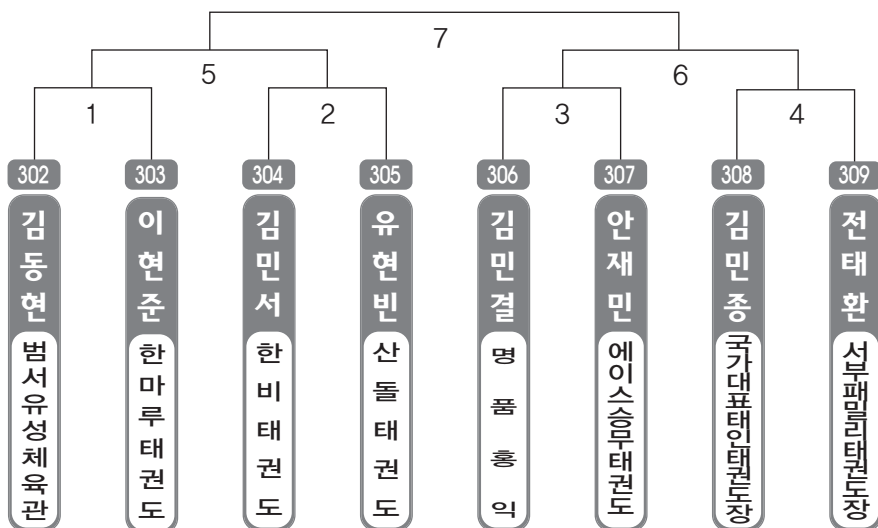 7
5
6
1
2
3
4
302
303
304
305
306
307
308
309
김동현
이현준
김민서
유현빈
김민결
안재민
김민종
전태환
범서유성체육관
한마루태권도
한비태권도
산돌태권도
명품홍익
에이스승무태권도
국가대표태인태권도장
서부패밀리태권도장